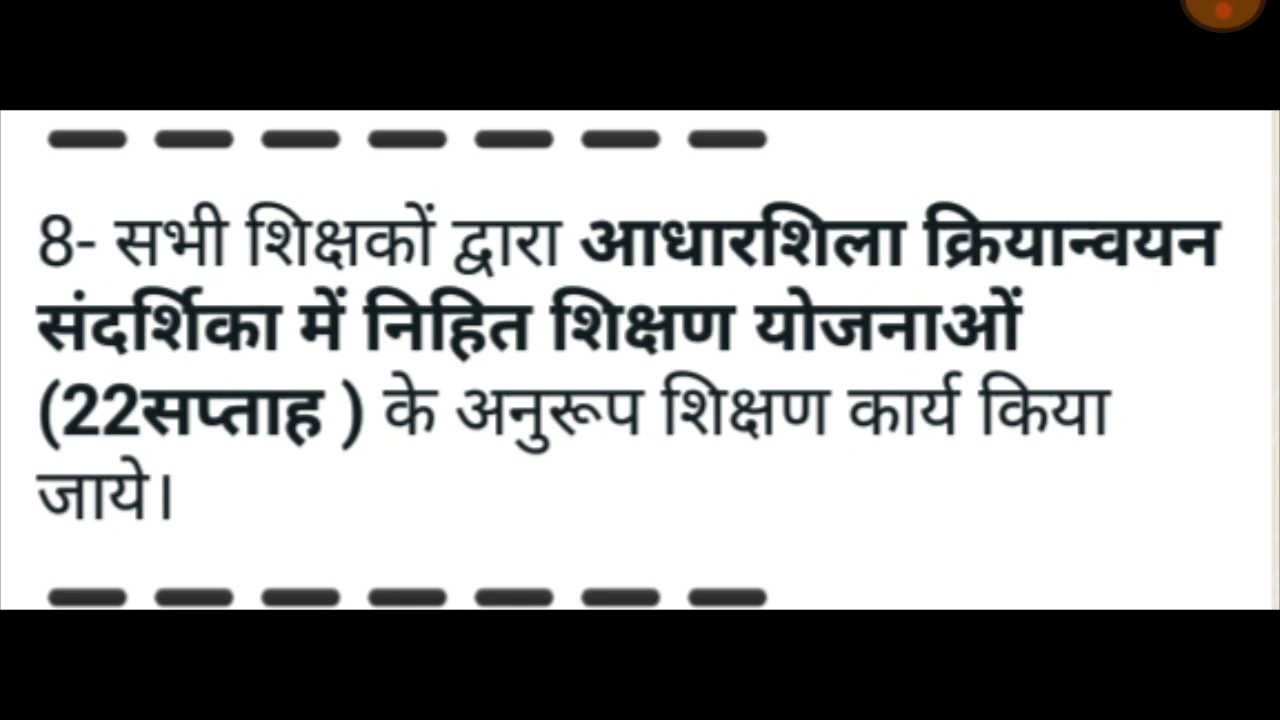 8- सभी शिक्षकों द्वारा आधारशिला क्रियान्वयन
संदर्शिका में निहित शिक्षण योजनाओं
(22सप्ताह ) के अनुरूप शिक्षण कार्य किया
जाये।